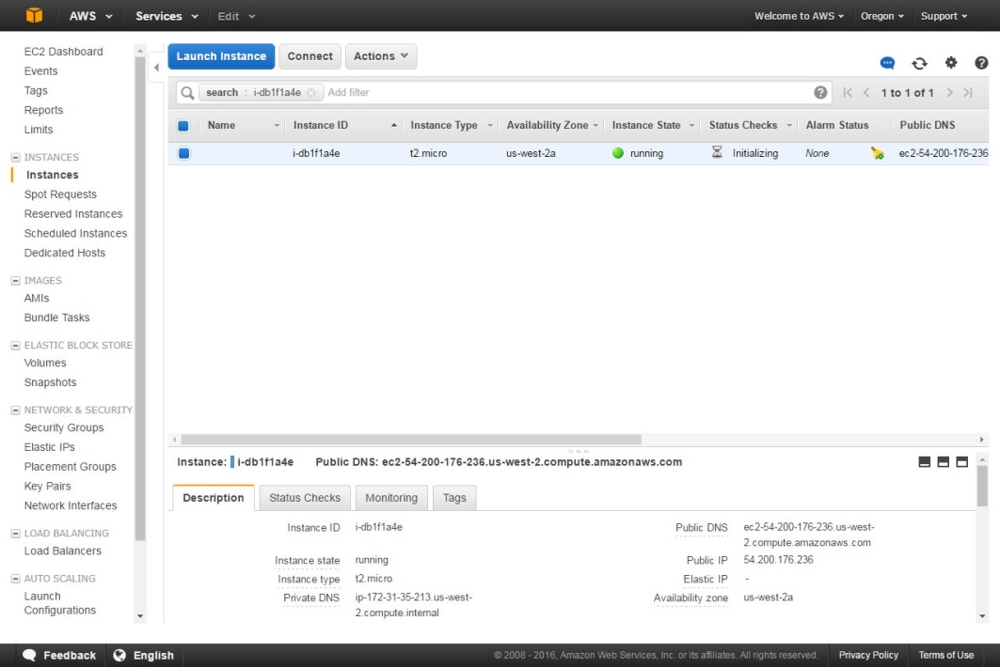 AWS Services Edit Welcome to AWS Oregon Support
EC2 Dashboard
Events
Tags
Reports
Limits
INSTANCES
Instances
Spot Requests
Reserved Instances
Scheduled Instances
Dedicated Hosts
IMAGES
AMIs
Bundle Tasks
ELASTIC BLOCK STORE
Volumes
Snapshots
NETWORK & SECURITY
Security Groups
Elastic IPs
Placement Groups
Key Pairs
Network Interfaces
LOAD BALANCING
Load Balancers
AUTO SCALING
Launch
Configurations
Launch Instance Connect Actions
search : i-db1f1a4e Add filter 1 to 1 of 1
Name Instance ID Instance Type Availability Zone Instance State Status Checks Alarm Status Public DNS
i-db1f1a4e t2.micro us-west-2a running Initializing None ec2-54-200-176-236
Instance: i-db1f1a4e Public DNS: ec2-54-200-176-236.us-west-2.compute.amazonaws.com
Description Status Checks Monitoring Tags
Instance ID i-db1f1a4e Public DNS ec2-54-200-176-236.us-west-
2.compute.amazonaws.com
Instance state running Public IP 54.200.176.236
Instance type t2.micro Elastic IP -
Private DNS ip-172-31-35-213.us-west- Availability zone us-west-2a
2.compute.internal
Feedback English © 2008 - 2016, Amazon Web Services, Inc. or its affiliates. All rights reserved. Privacy Policy Terms of Use